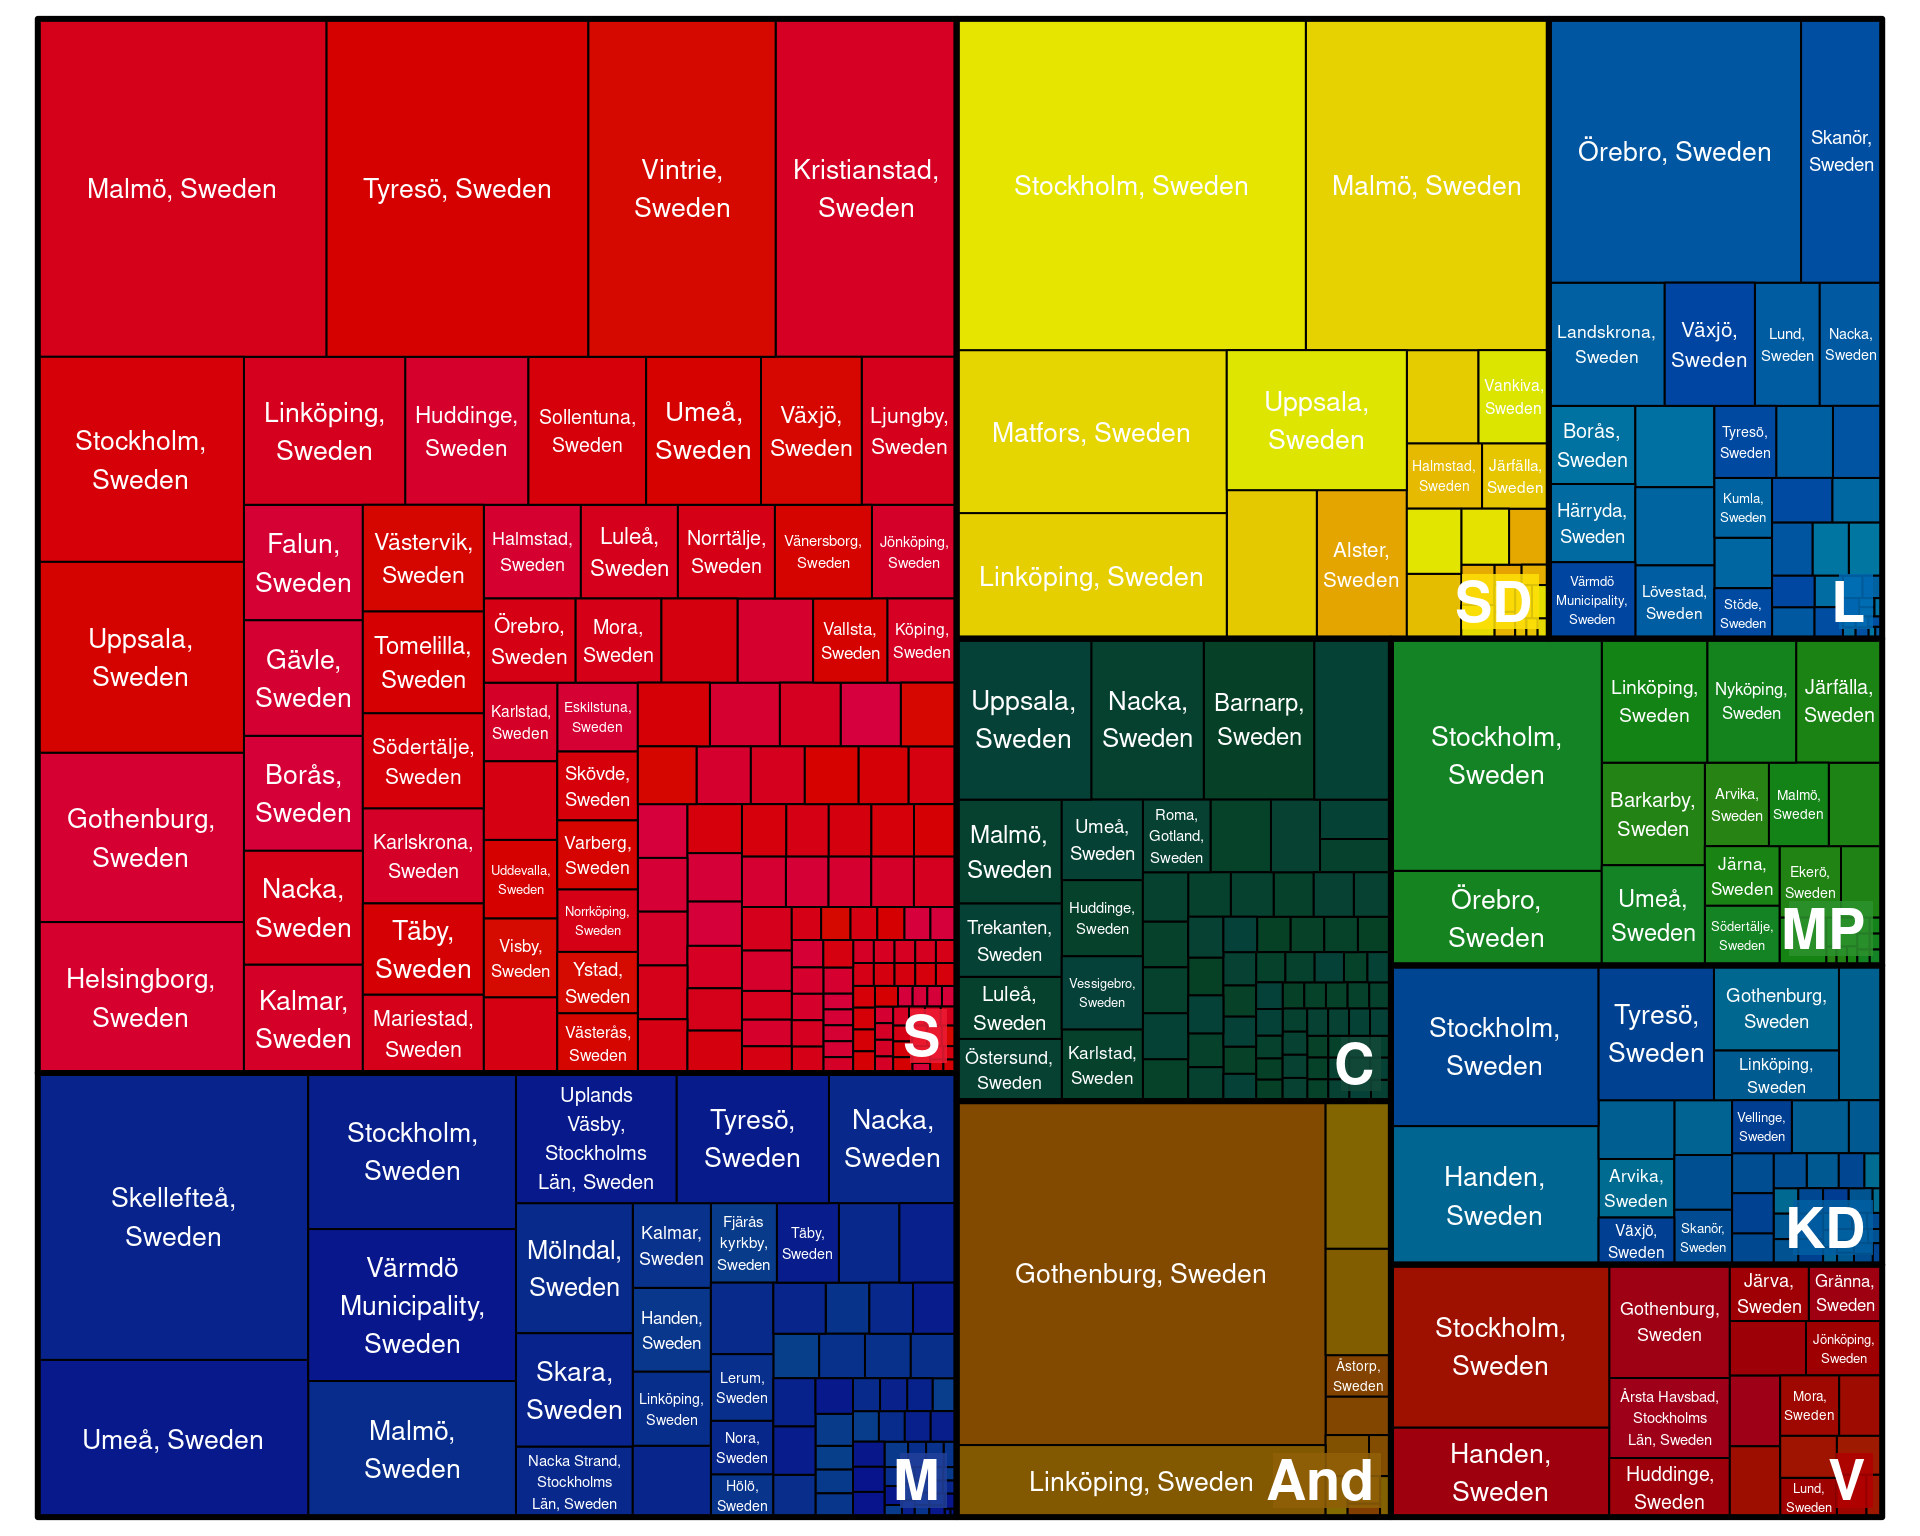 Malmö, Sweden
Tyresö, Sweden
Vintrie,
Sweden
Kristianstad,
Sweden
Stockholm,
Sweden
Uppsala,
Sweden
Gothenburg,
Sweden
Helsingborg,
Sweden
Linköping,
Sweden
Huddinge,
Sweden
Sollentuna,
Sweden
Umeå,
Sweden
Växjö,
Sweden
Ljungby,
Sweden
Falun,
Sweden
Gävle,
Sweden
Borås,
Sweden
Nacka,
Sweden
Kalmar,
Sweden
Västervik,
Sweden
Tomelilla,
Sweden
Södertälje,
Sweden
Karlskrona,
Sweden
Täby,
Sweden
Mariestad,
Sweden
Halmstad,
Sweden
Luleå,
Sweden
Norrtälje,
Sweden
Vänersborg,
Sweden
Jönköping,
Sweden
Örebro,
Sweden
Mora,
Sweden
Vallsta,
Sweden
Köping,
Sweden
Karlstad,
Sweden
Uddevalla,
Sweden
Visby,
Sweden
Eskilstuna,
Sweden
Skövde,
Sweden
Varberg,
Sweden
Norrköping,
Sweden
Ystad,
Sweden
Västerås,
Sweden
S
Skellefteå,
Sweden
Umeå, Sweden
Stockholm,
Sweden
Värmdö
Municipality,
Sweden
Malmö,
Sweden
Uplands
Väsby,
Stockholms
Län, Sweden
Tyresö,
Sweden
Nacka,
Sweden
Mölndal,
Sweden
Skara,
Sweden
Nacka Strand,
Stockholms
Län, Sweden
Kalmar,
Sweden
Handen,
Sweden
Linköping,
Sweden
Fjärås
kyrkby,
Sweden
Täby,
Sweden
Lerum,
Sweden
Nora,
Sweden
Hölö,
Sweden
M
Stockholm, Sweden
Malmö, Sweden
Matfors, Sweden
Linköping, Sweden
Uppsala,
Sweden
Alster,
Sweden
Vankiva,
Sweden
Halmstad,
Sweden
Järfälla,
Sweden
SD
Örebro, Sweden
Skanör,
Sweden
Landskrona,
Sweden
Växjö,
Sweden
Lund,
Sweden
Nacka,
Sweden
Borås,
Sweden
Härryda,
Sweden
Värmdö
Municipality,
Sweden
Lövestad,
Sweden
Tyresö,
Sweden
Kumla,
Sweden
Stöde,
Sweden
L
Uppsala,
Sweden
Nacka,
Sweden
Barnarp,
Sweden
Malmö,
Sweden
Trekanten,
Sweden
Luleå,
Sweden
Östersund,
Sweden
Umeå,
Sweden
Huddinge,
Sweden
Vessigebro,
Sweden
Karlstad,
Sweden
Roma,
Gotland,
Sweden
C
Gothenburg, Sweden
Linköping, Sweden
Åstorp,
Sweden
And
Stockholm,
Sweden
Örebro,
Sweden
Linköping,
Sweden
Nyköping,
Sweden
Järfälla,
Sweden
Barkarby,
Sweden
Umeå,
Sweden
Arvika,
Sweden
Malmö,
Sweden
Järna,
Sweden
Södertälje,
Sweden
Ekerö,
Sweden
MP
Stockholm,
Sweden
Handen,
Sweden
Tyresö,
Sweden
Gothenburg,
Sweden
Linköping,
Sweden
Arvika,
Sweden
Växjö,
Sweden
Skanör,
Sweden
Vellinge,
Sweden
KD
Stockholm,
Sweden
Handen,
Sweden
Gothenburg,
Sweden
Årsta Havsbad,
Stockholms
Län, Sweden
Huddinge,
Sweden
Järva,
Sweden
Gränna,
Sweden
Jönköping,
Sweden
Mora,
Sweden
Lund,
Sweden
V